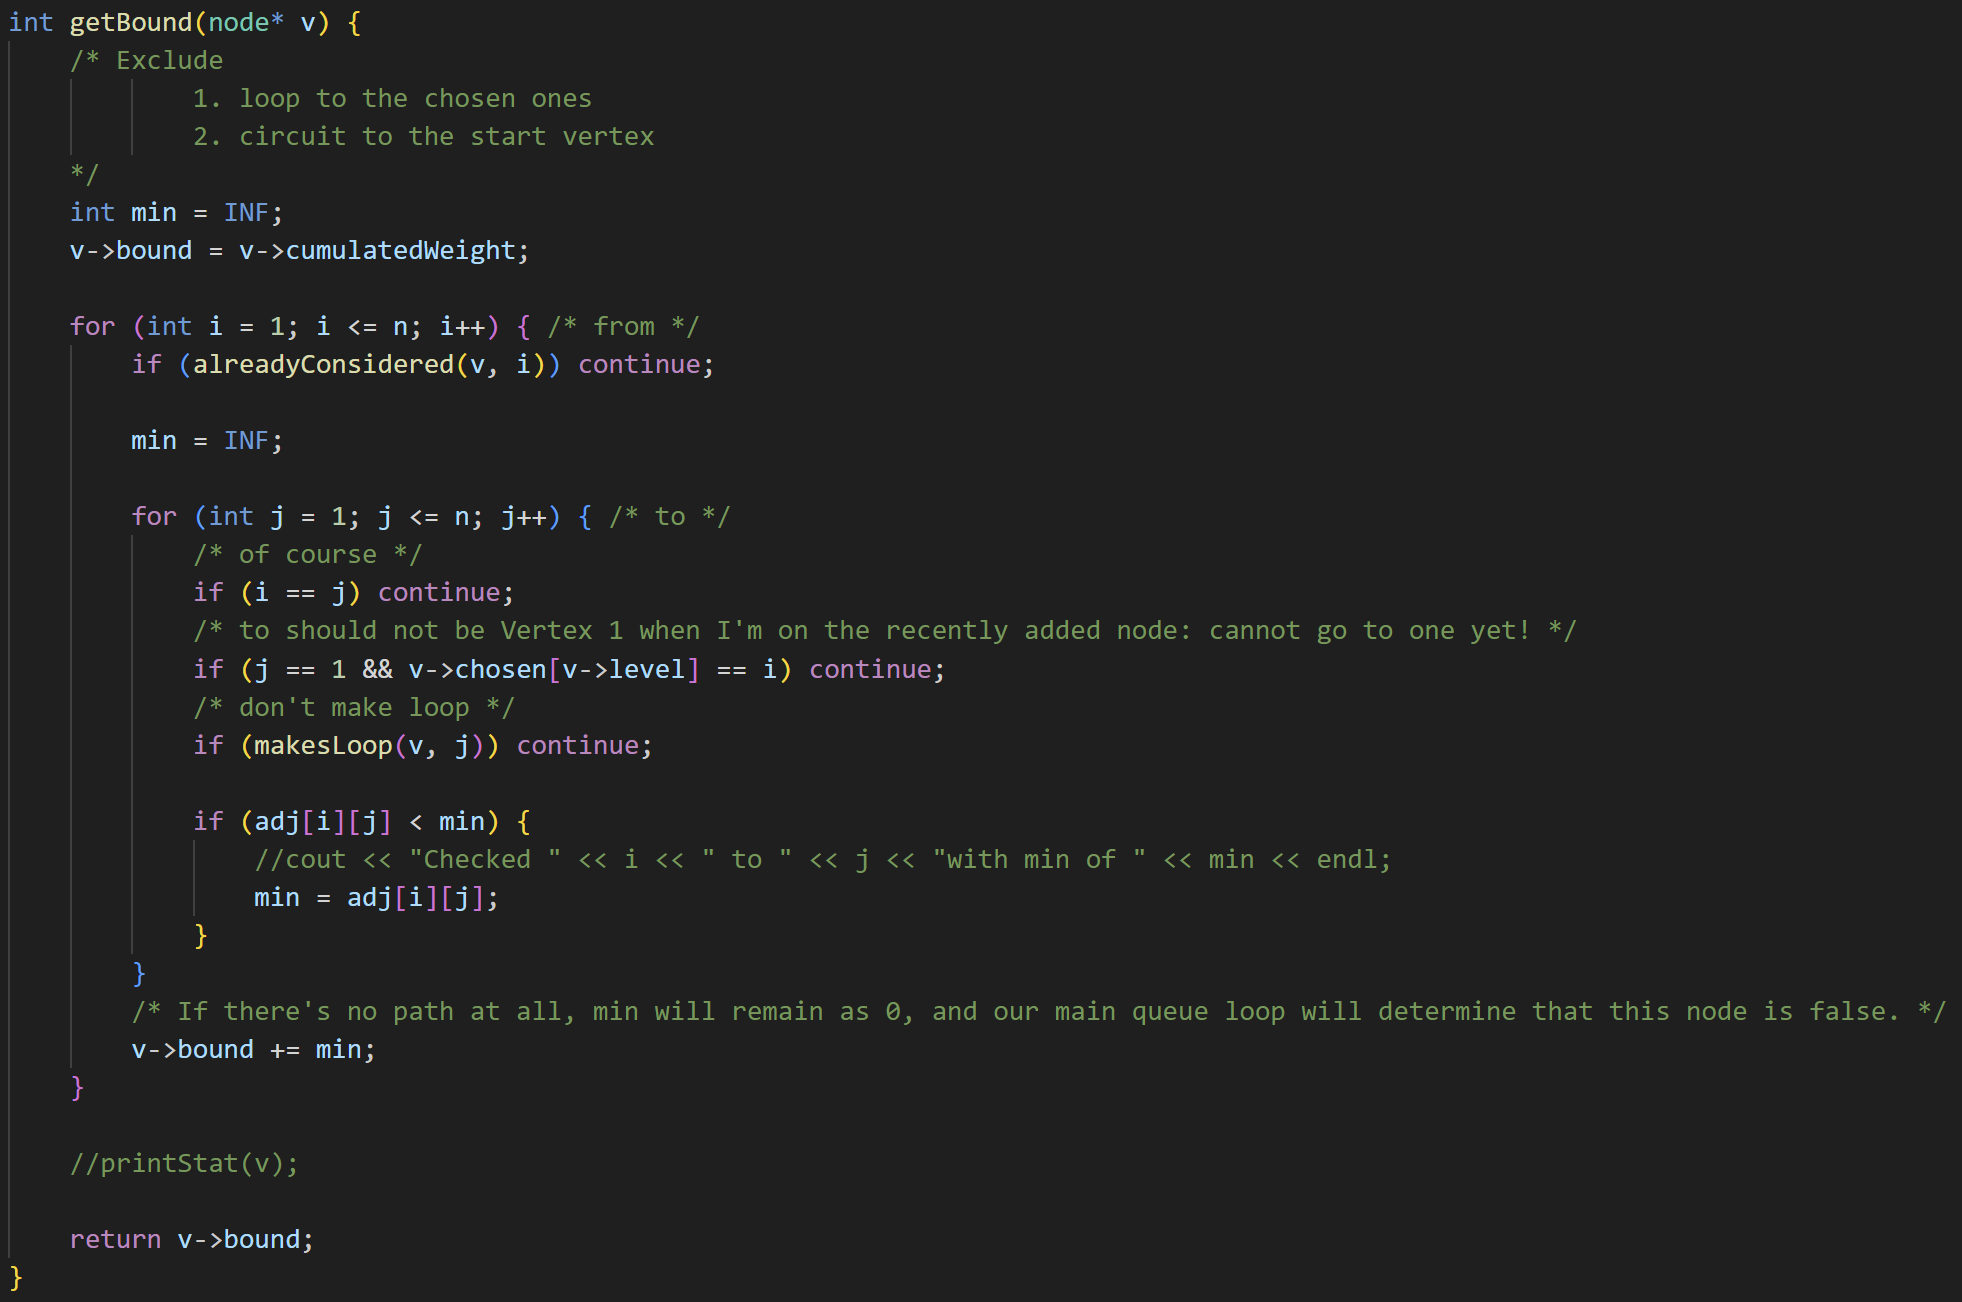 int getBound(node* v) {
    /* Exclude
            1. loop to the chosen ones
            2. circuit to the start vertex
    */
    int min = INF;
    v->bound = v->cumulatedWeight;

    for (int i = 1; i <= n; i++) { /* from */
        if (alreadyConsidered(v, i)) continue;

        min = INF;

        for (int j = 1; j <= n; j++) { /* to */
            /* of course */
            if (i == j) continue;
            /* to should not be Vertex 1 when I'm on the recently added node: cannot go to one yet! */
            if (j == 1 && v->chosen[v->level] == i) continue;
            /* don't make loop */
            if (makesLoop(v, j)) continue;

            if (adj[i][j] < min) {
                //cout << "Checked " << i << " to " << j << "with min of " << min << endl;
                min = adj[i][j];
            }
        }
        /* If there's no path at all, min will remain as 0, and our main queue loop will determine that this node is false. */
        v->bound += min;
    }

    //printStat(v);

    return v->bound;
}